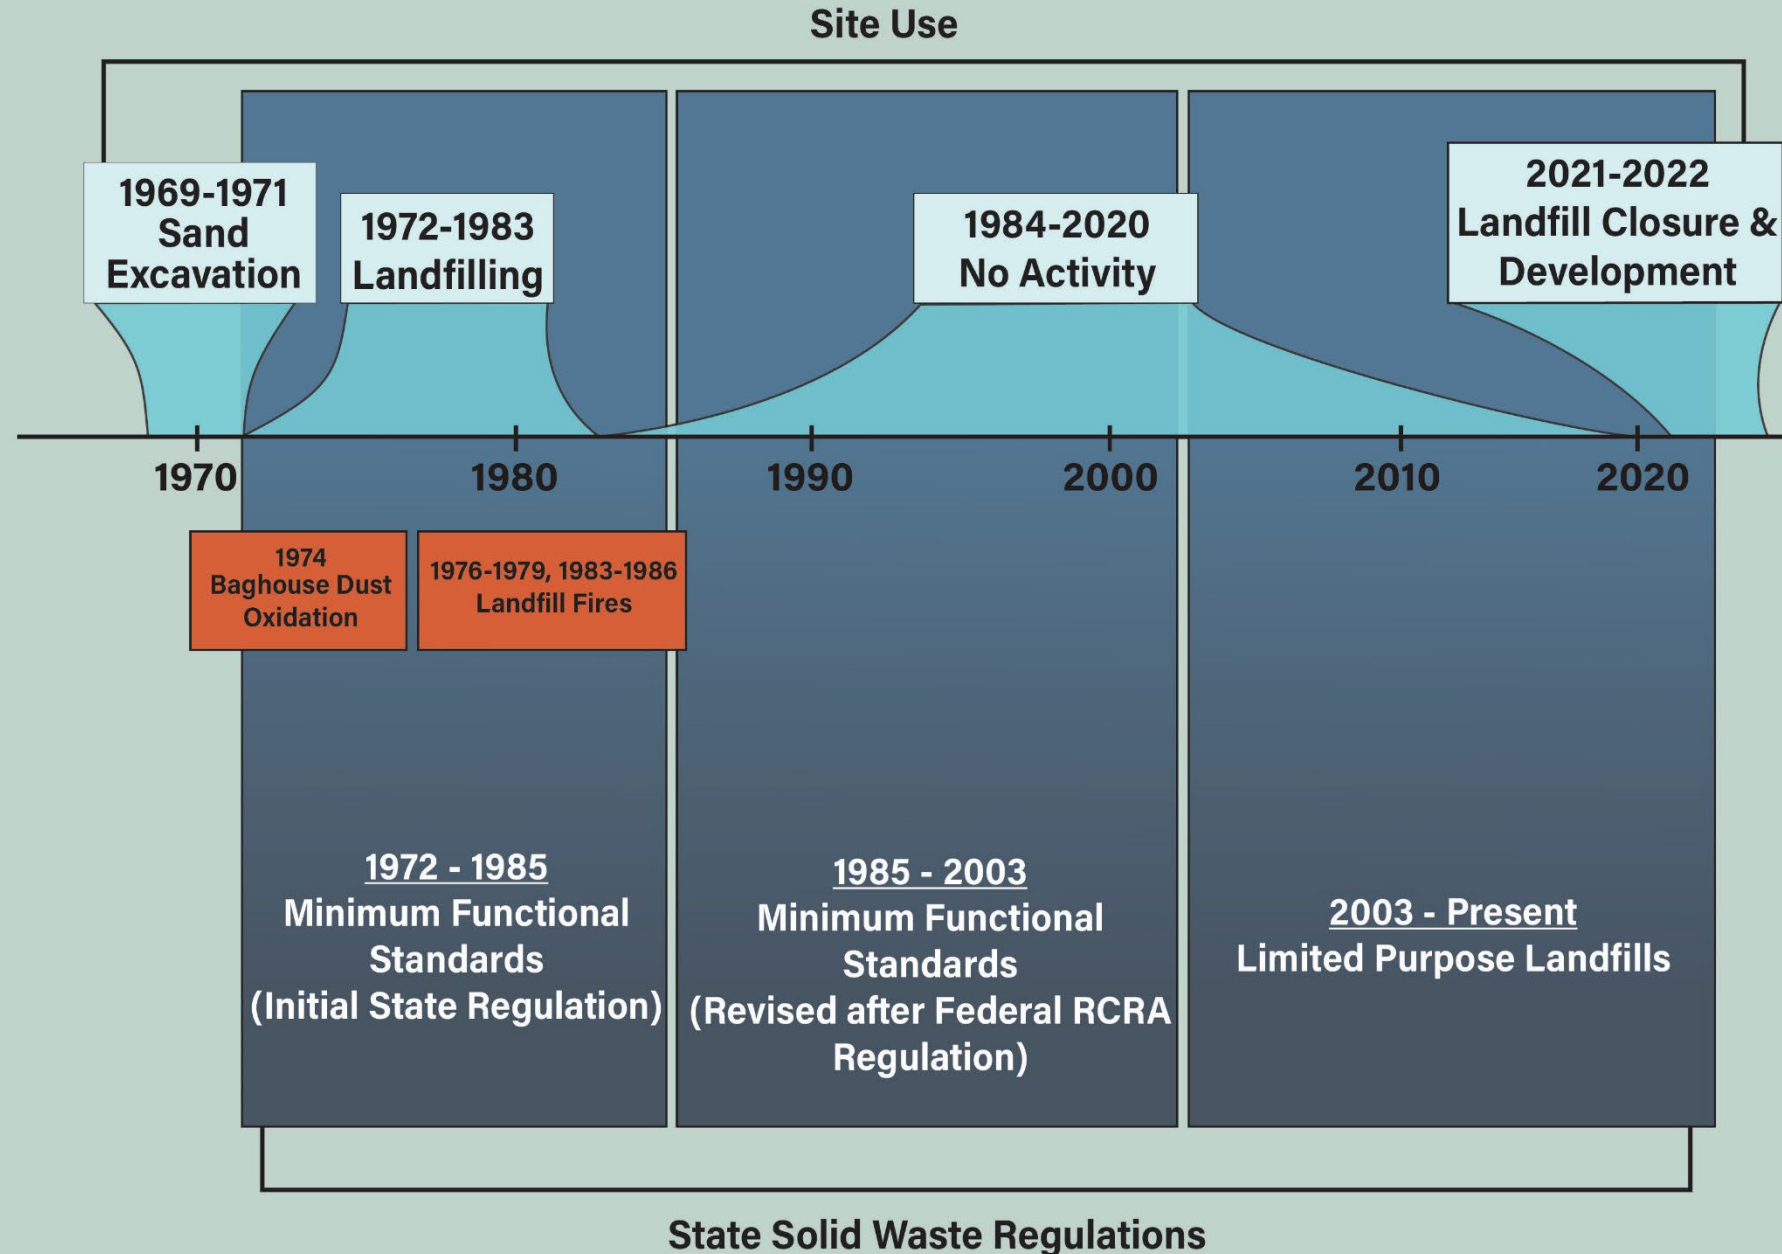 Site Use
1969-1971
Sand
Excavation
1972-1983
Landfilling
1984-2020
No Activity
2021-2022
Landfill Closure &
Development
1970
1980
1990
2000
2010
2020
1974
Baghouse Dust
Oxidation
1976-1979, 1983-1986
Landfill Fires
1972 - 1985
Minimum Functional
Standards
(Initial State Regulation)
1985 - 2003
Minimum Functional
Standards
(Revised after Federal RCRA
Regulation)
2003 - Present
Limited Purpose Landfills
State Solid Waste Regulations